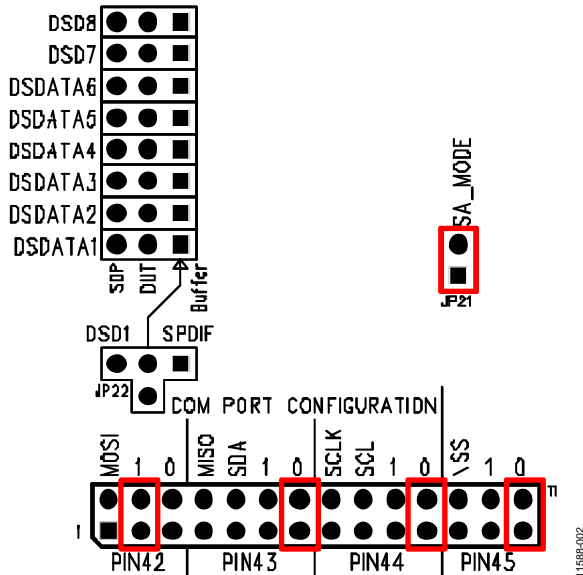 DSD8
DSD7
DSDATA6
DSDATA5
DSDATA4
DSDATA3
DSDATA2
DSDATA1
SDP DUT Buffer
SA_MODE
JP21
DSD1 SPDIF
JP22
COM PORT CONFIGURATION
MOSI 1 0 MISO SDA 1 0 SCLK SCL 1 0 \SS 1 0
1
PIN42 PIN43 PIN44 PIN45
11588-002